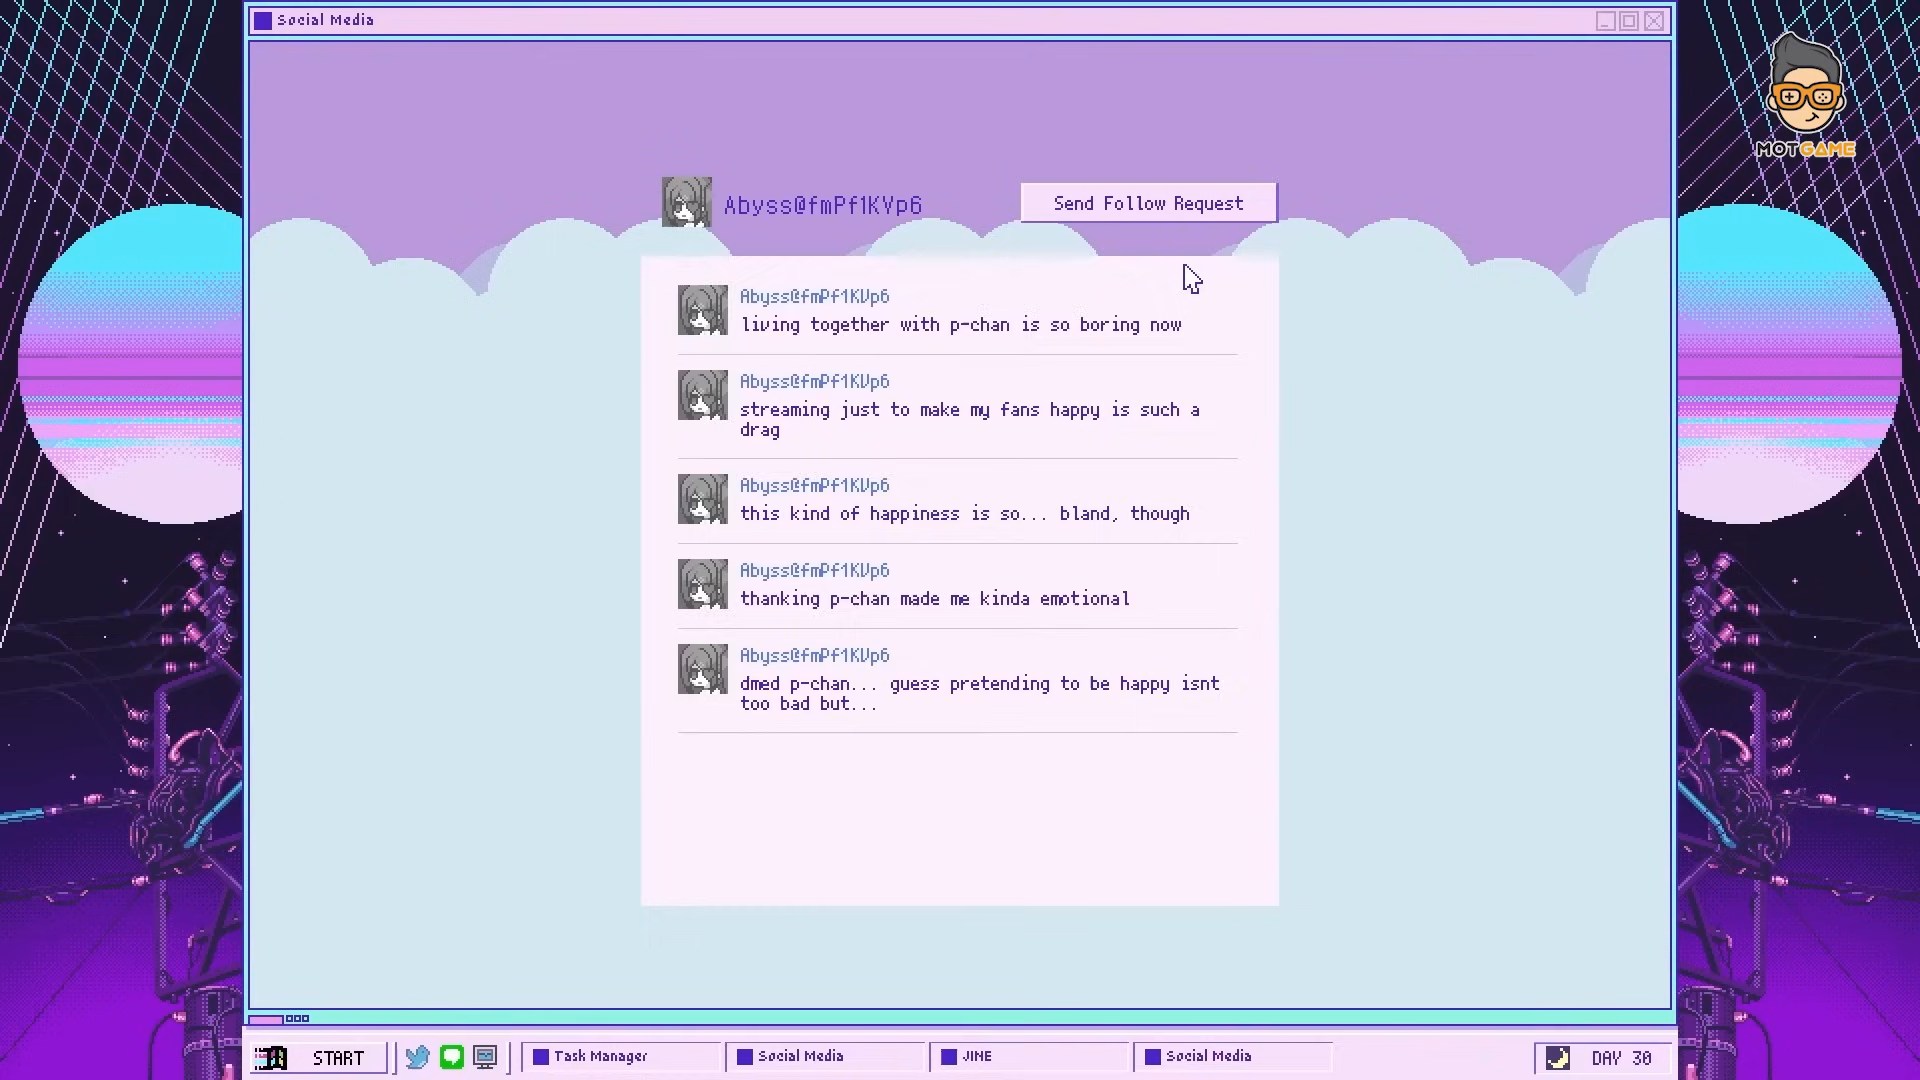 Social Media
MOTGAME
Abyss@fmPf1KVp6
Send Follow Request
Abyss@fmPf1KVp6
living together with p-chan is so boring now
Abyss@fmPf1KVp6
streaming just to make my fans happy is such a
drag
Abyss@fmPf1KVp6
this kind of happiness is so... bland, though
Abyss@fmPf1KVp6
thanking p-chan made me kinda emotional
Abyss@fmPf1KVp6
dmed p-chan... guess pretending to be happy isnt
too bad but...
START
Task Manager
Social Media
JINE
Social Media
DAY 30